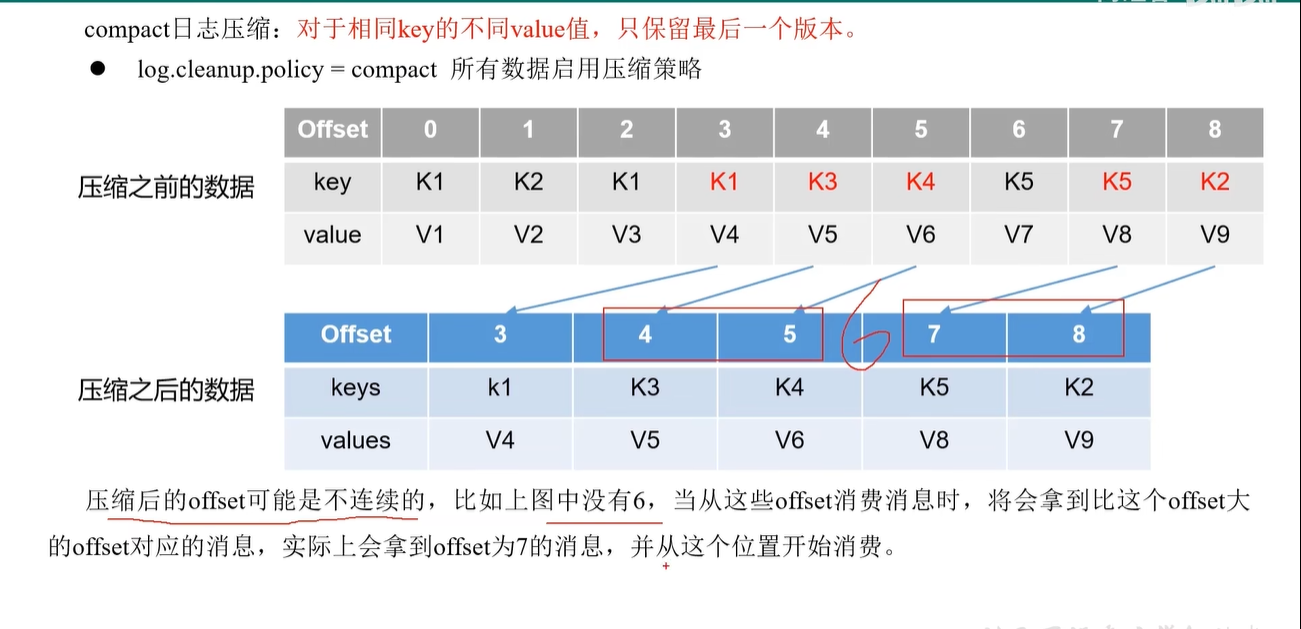 compact日志压缩：对于相同key的不同value值，只保留最后一个版本。
● log.cleanup.policy = compact 所有数据启用压缩策略
Offset 0 1 2 3 4 5 6 7 8
压缩之前的数据 key K1 K2 K1 K1 K3 K4 K5 K5 K2
value V1 V2 V3 V4 V5 V6 V7 V8 V9
Offset 3 4 5 6 7 8
压缩之后的数据 keys k1 K3 K4 K5 K2
values V4 V5 V6 V8 V9
压缩后的offset可能是不连续的，比如上图中没有6，当从这些offset消费消息时，将会拿到比这个offset大
的offset对应的消息，实际上会拿到offset为7的消息，并从这个位置开始消费。